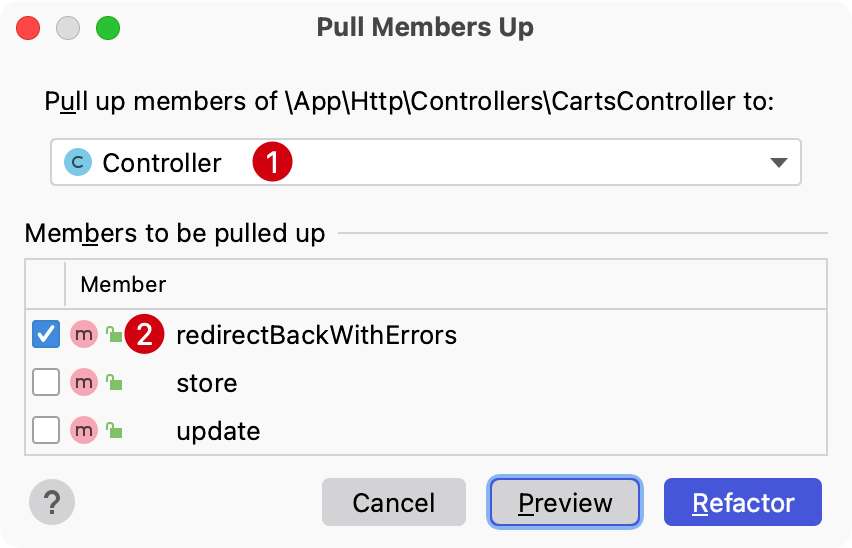 Pull Members Up
Pull up members of \App\Http\Controllers\CartsController to:
C Controller 1
Members to be pulled up
Member
m 2 redirectBackWithErrors
m store
m update
? Cancel Preview Refactor